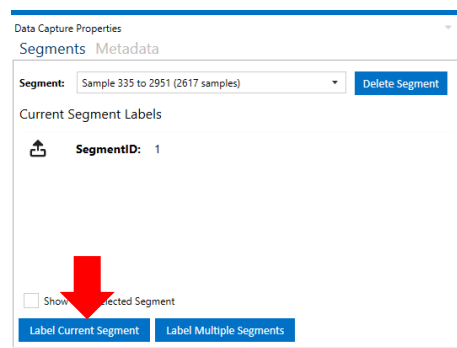 Data Capture Properties
Segments Metadata
Segment: Sample 335 to 2951 (2617 samples) Delete Segment
Current Segment Labels
SegmentID: 1
Show Selected Segment
Label Current Segment Label Multiple Segments